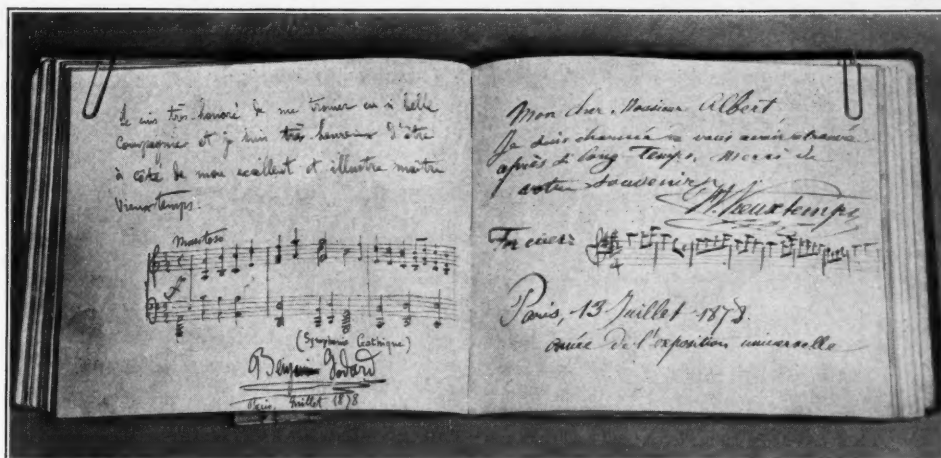 Je suis très honoré de me trouver en si belle
Compagnie et je suis très heureux d'être
à côté de mon excellent et illustre maître
Vieuxtemps.
Maestoso
(Symphonie Gothique)
Benjamin Godard
Paris. Juillet 1878
Mon cher Monsieur Albert
Je suis charmé de vous avoir retrouvé
après si long Temps. Merci de
votre souvenir
H. Vieuxtemps
Paris, 13 Juillet 1878.
année de l'exposition universelle